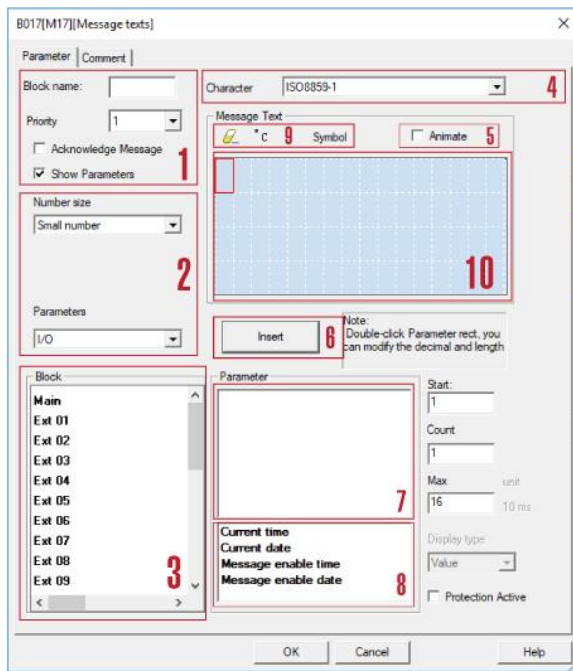 B017[M17][Message texts]
Parameter
Comment
Block name:
Priority
1
Acknowledge Message
Show Parameters
1
Character
ISO8859-1
4
Message Text
°C
9
Symbol
Animate
5
10
Number size
Small number
2
Parameters
I/O
Insert
6
Note:
Double-click Parameter rect, you
can modify the decimal and length
Block
Main
Ext 01
Ext 02
Ext 03
Ext 04
Ext 05
Ext 06
Ext 07
Ext 08
Ext 09
3
Parameter
7
Current time
Current date
Message enable time
Message enable date
8
Start:
1
Count
1
Max
unit
16
10 ms
Display type
Value
Protection Active
OK
Cancel
Help